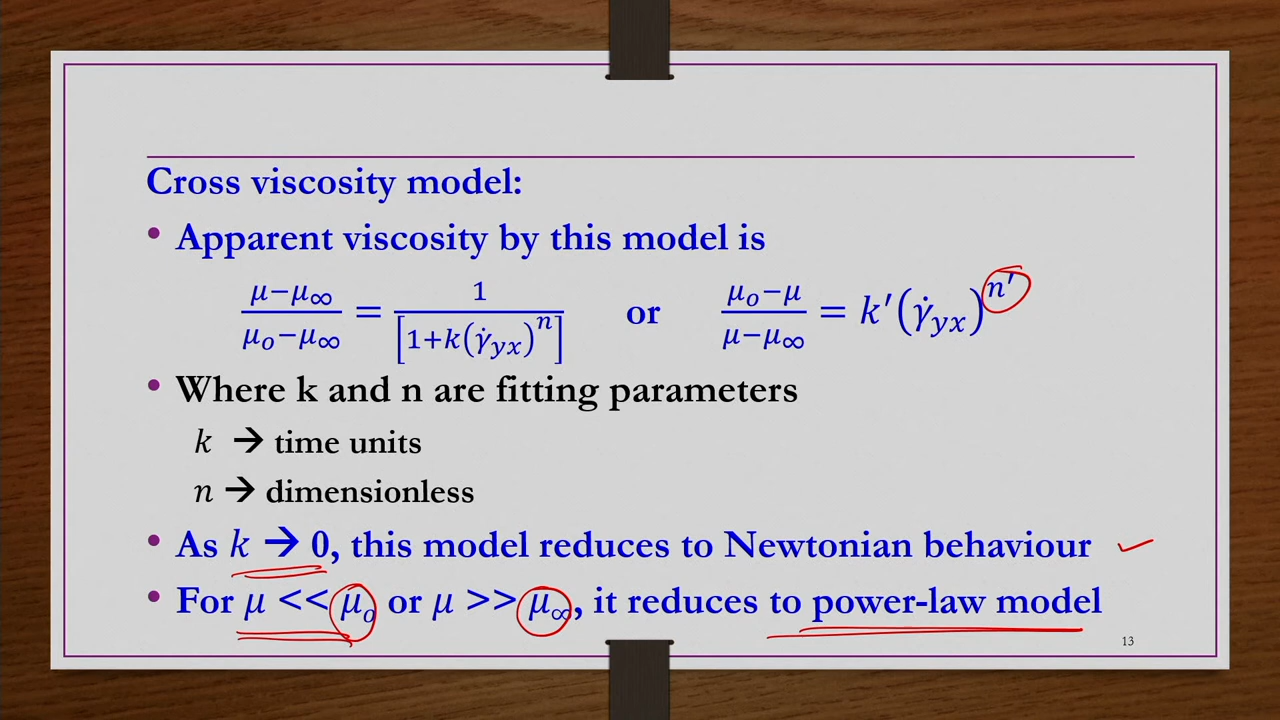 Cross viscosity model:
• Apparent viscosity by this model is
(μ−μ∞)/(μₒ−μ∞) = 1/[1+k(γ̇yx)ⁿ] or (μₒ−μ)/(μ−μ∞) = k′(γ̇yx)ⁿ′
• Where k and n are fitting parameters
k → time units
n → dimensionless
• As k → 0, this model reduces to Newtonian behaviour
• For μ << μₒ or μ >> μ∞, it reduces to power-law model
13